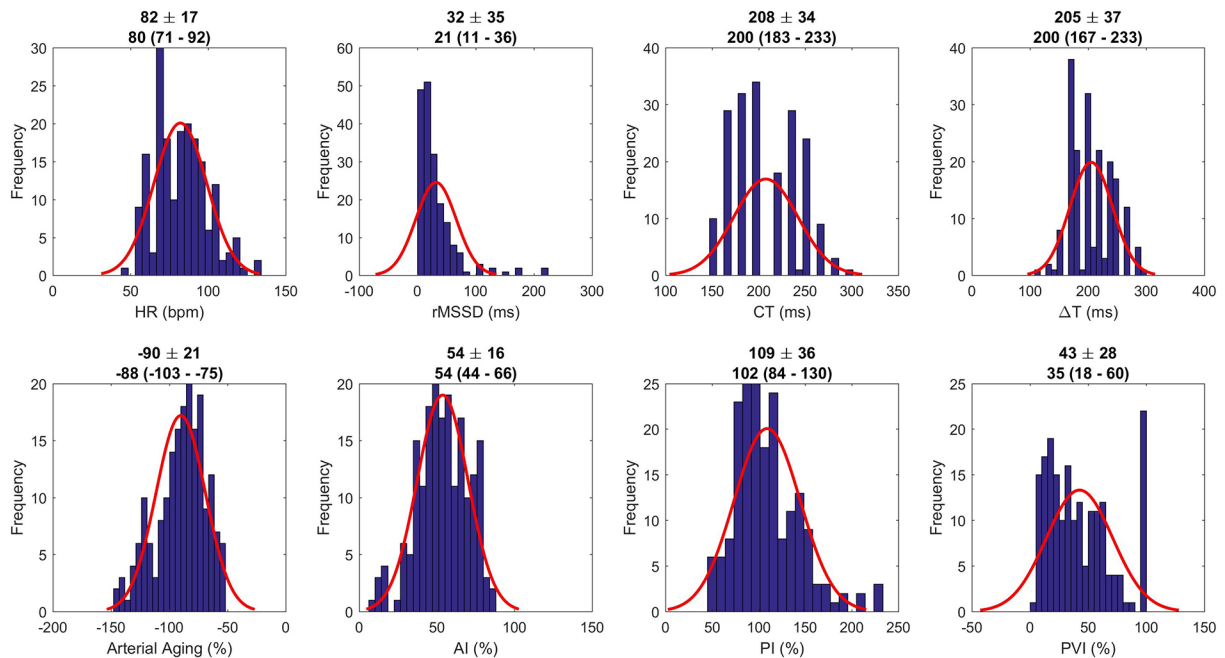 82 ± 17
80 (71 - 92)
30
25
20
15
10
5
0
Frequency
50 100 150
HR (bpm)
32 ± 35
21 (11 - 36)
60
50
40
30
20
10
0
Frequency
-100 0 100 200 300
rMSSD (ms)
208 ± 34
200 (183 - 233)
40
30
20
10
0
Frequency
100 150 200 250 300 350
CT (ms)
205 ± 37
200 (167 - 233)
40
30
20
10
0
Frequency
0 100 200 300 400
ΔT (ms)
-90 ± 21
-88 (-103 - -75)
20
15
10
5
0
Frequency
-200 -150 -100 -50 0
Arterial Aging (%)
54 ± 16
54 (44 - 66)
20
15
10
5
0
Frequency
0 50 100 150
AI (%)
109 ± 36
102 (84 - 130)
25
20
15
10
5
0
Frequency
0 50 100 150 200 250
PI (%)
43 ± 28
35 (18 - 60)
25
20
15
10
5
0
Frequency
-50 0 50 100 150
PVI (%)